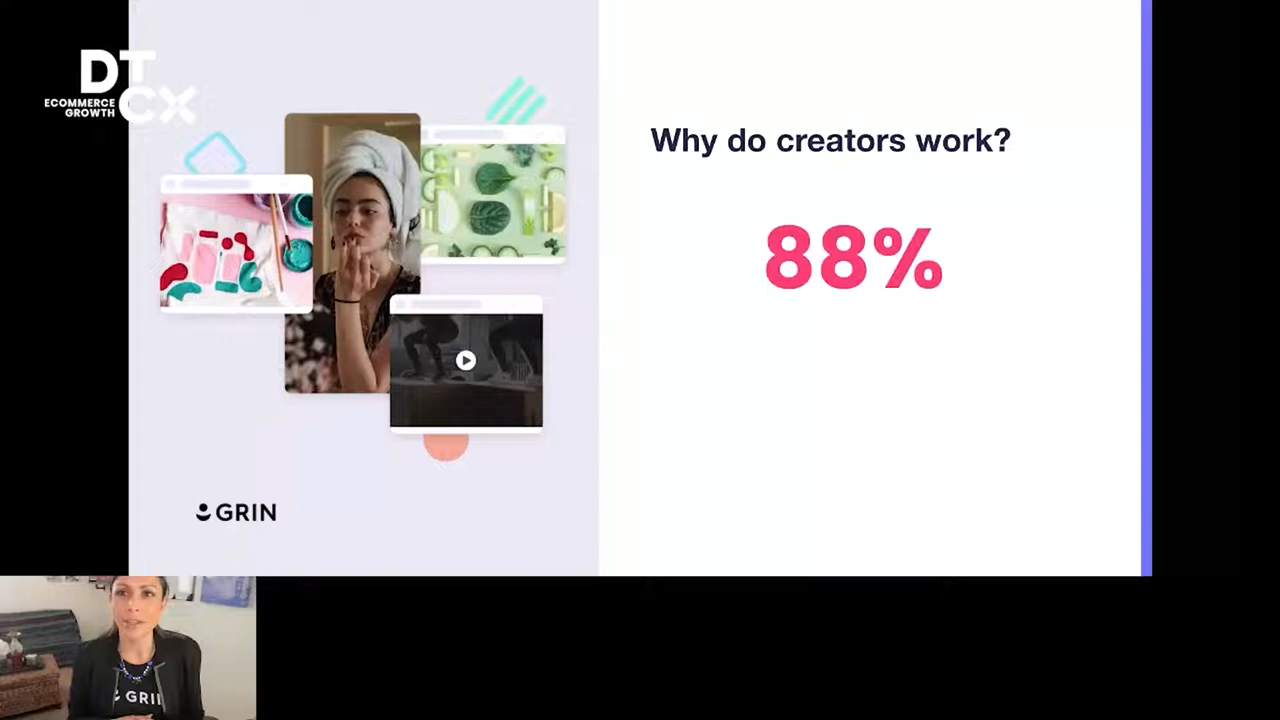 DT
ECOMMERCE
GROWTH
CX
Why do creators work?
88%
GRIN
GRIN